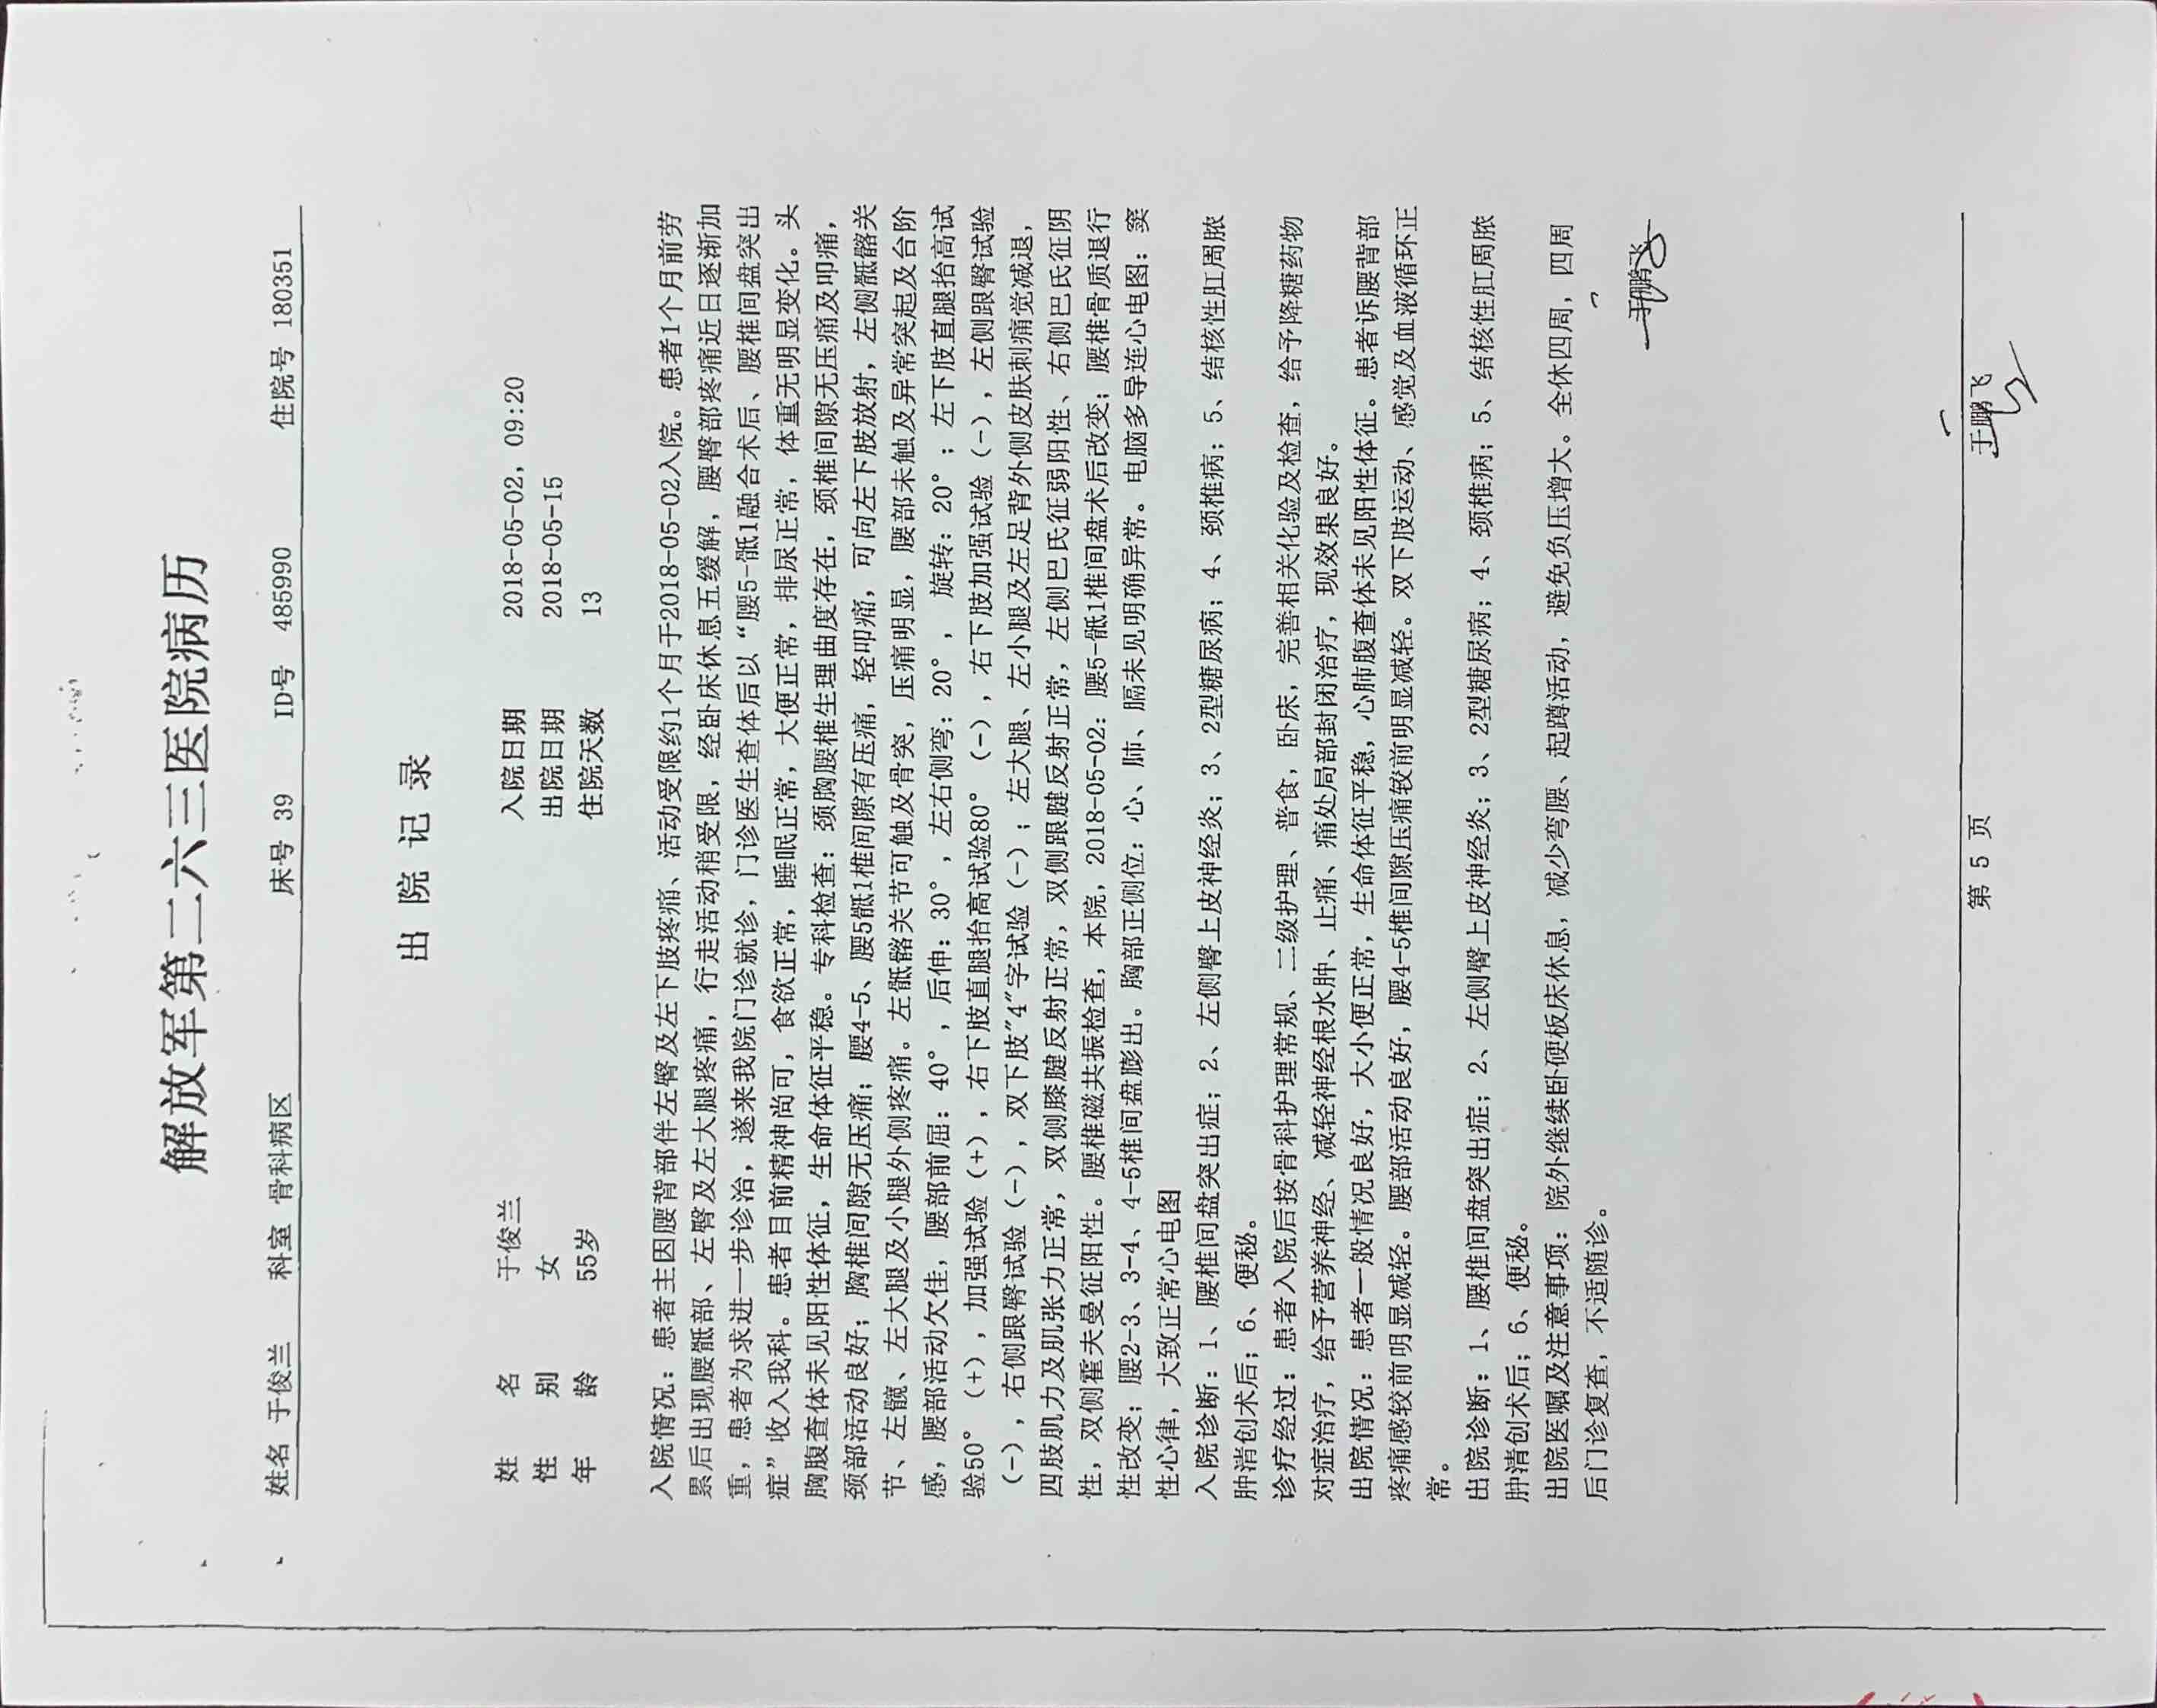 解放军第二六三医院病历
姓名 于俊兰 科室 骨科病区 床号 39 ID号 485990 住院号 180351
出院记录
姓名 于俊兰 入院日期 2018-05-02，09:20
性别 女 出院日期 2018-05-15
年龄 55岁 住院天数 13
入院情况：患者主因腰背部伴左臀及左下肢疼痛、活动受限约1个月于2018-05-02入院。患者1个月前劳
累后出现腰骶部、左臀及左大腿疼痛，行走活动稍受限，经卧床休息五缓解，腰臀部疼痛近日逐渐加
重，患者为求进一步诊治，遂来我院门诊就诊，门诊医生查体后以“腰5-骶1融合术后、腰椎间盘突出
症”收入我科。患者目前精神尚可，食欲正常，睡眠正常，大便正常，排尿正常，体重无明显变化。头
胸腹查体未见阳性体征，生命体征平稳。专科检查：颈胸腰椎生理曲度存在，颈椎间隙无压痛及叩痛，
颈部活动良好；胸椎间隙无压痛；腰4-5、腰5骶1椎间隙有压痛，轻叩痛，可向左下肢放射，左侧骶髂关
节、左髋、左大腿及小腿外侧疼痛。左骶髂关节可触及骨突，压痛明显，腰部未触及异常突起及台阶
感，腰部活动欠佳，腰部前屈：40°，后伸：30°，左右侧弯：20°， 旋转：20°；左下肢直腿抬高试
验50°（+），加强试验（+），右下肢直腿抬高试验80°（-），右下肢加强试验（-），左侧跟臀试验
（-），右侧跟臀试验（-），双下肢"4"字试验（-）；左大腿、左小腿及左足背外侧皮肤刺痛觉减退，
四肢肌力及肌张力正常，双侧膝腱反射正常，双侧跟腱反射正常，左侧巴氏征弱阳性、右侧巴氏征阴
性，双侧霍夫曼征阳性。腰椎磁共振检查，本院，2018-05-02：腰5-骶1椎间盘术后改变；腰椎骨质退行
性改变；腰2-3、3-4、4-5椎间盘膨出。胸部正侧位：心、肺、膈未见明确异常。电脑多导连心电图：窦
性心律，大致正常心电图
入院诊断：1、腰椎间盘突出症；2、左侧臀上皮神经炎；3、2型糖尿病；4、颈椎病；5、结核性肛周脓
肿清创术后；6、便秘。
诊疗经过：患者入院后按骨科护理常规、二级护理、普食，卧床，完善相关化验及检查，给予降糖药物
对症治疗，给予营养神经、减轻神经根水肿、止痛、痛处局部封闭治疗，现效果良好。
出院情况：患者一般情况良好，大小便正常，生命体征平稳，心肺腹查体未见阳性体征。患者诉腰背部
疼痛感较前明显减轻。腰部活动良好，腰4-5椎间隙压痛较前明显减轻。双下肢运动、感觉及血液循环正
常。
出院诊断：1、腰椎间盘突出症；2、左侧臀上皮神经炎；3、2型糖尿病；4、颈椎病；5、结核性肛周脓
肿清创术后；6、便秘。
出院医嘱及注意事项：院外继续卧硬板床休息，减少弯腰、起蹲活动，避免负压增大。全休四周，四周
后门诊复查，不适随诊。
于鹏飞
第 5 页 于鹏飞